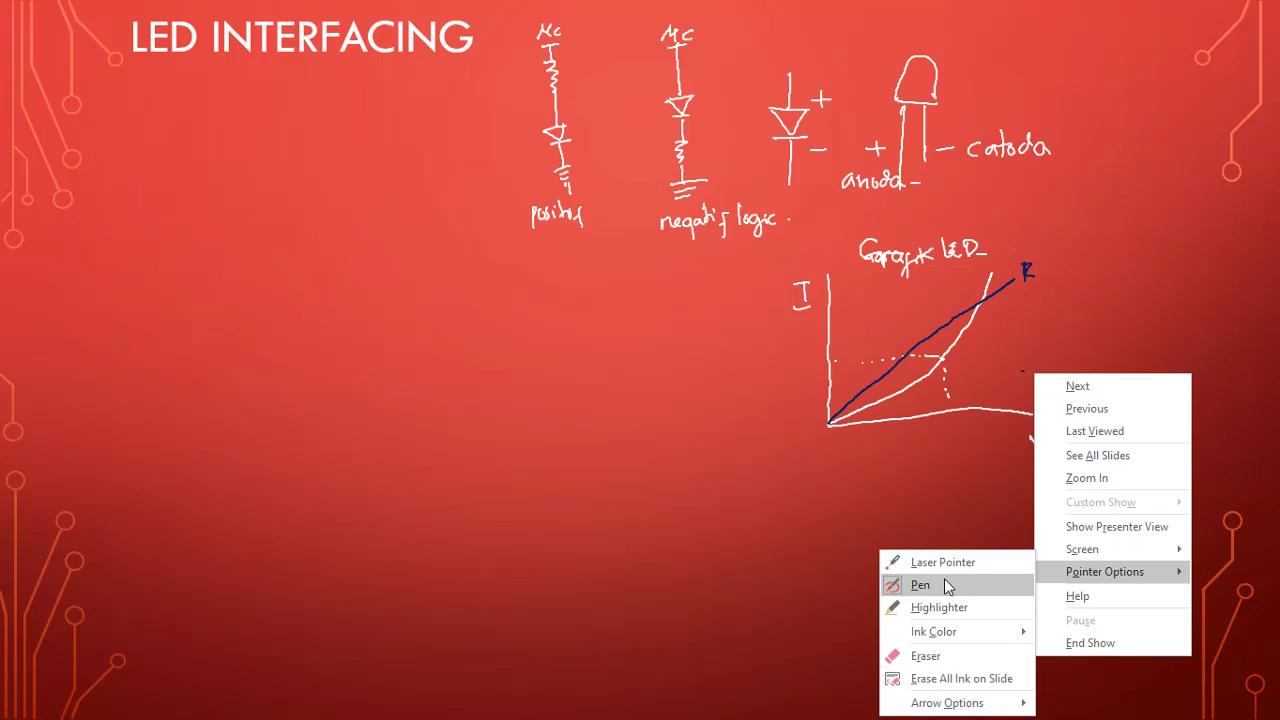 LED INTERFACING
Mc
Mc
+
-
+
- catoda
anoda
positif
negatif logic
Grafik LED
I
R
Next
Previous
Last Viewed
See All Slides
Zoom In
Custom Show
Show Presenter View
Screen
Pointer Options
Help
Pause
End Show
Laser Pointer
Pen
Highlighter
Ink Color
Eraser
Erase All Ink on Slide
Arrow Options